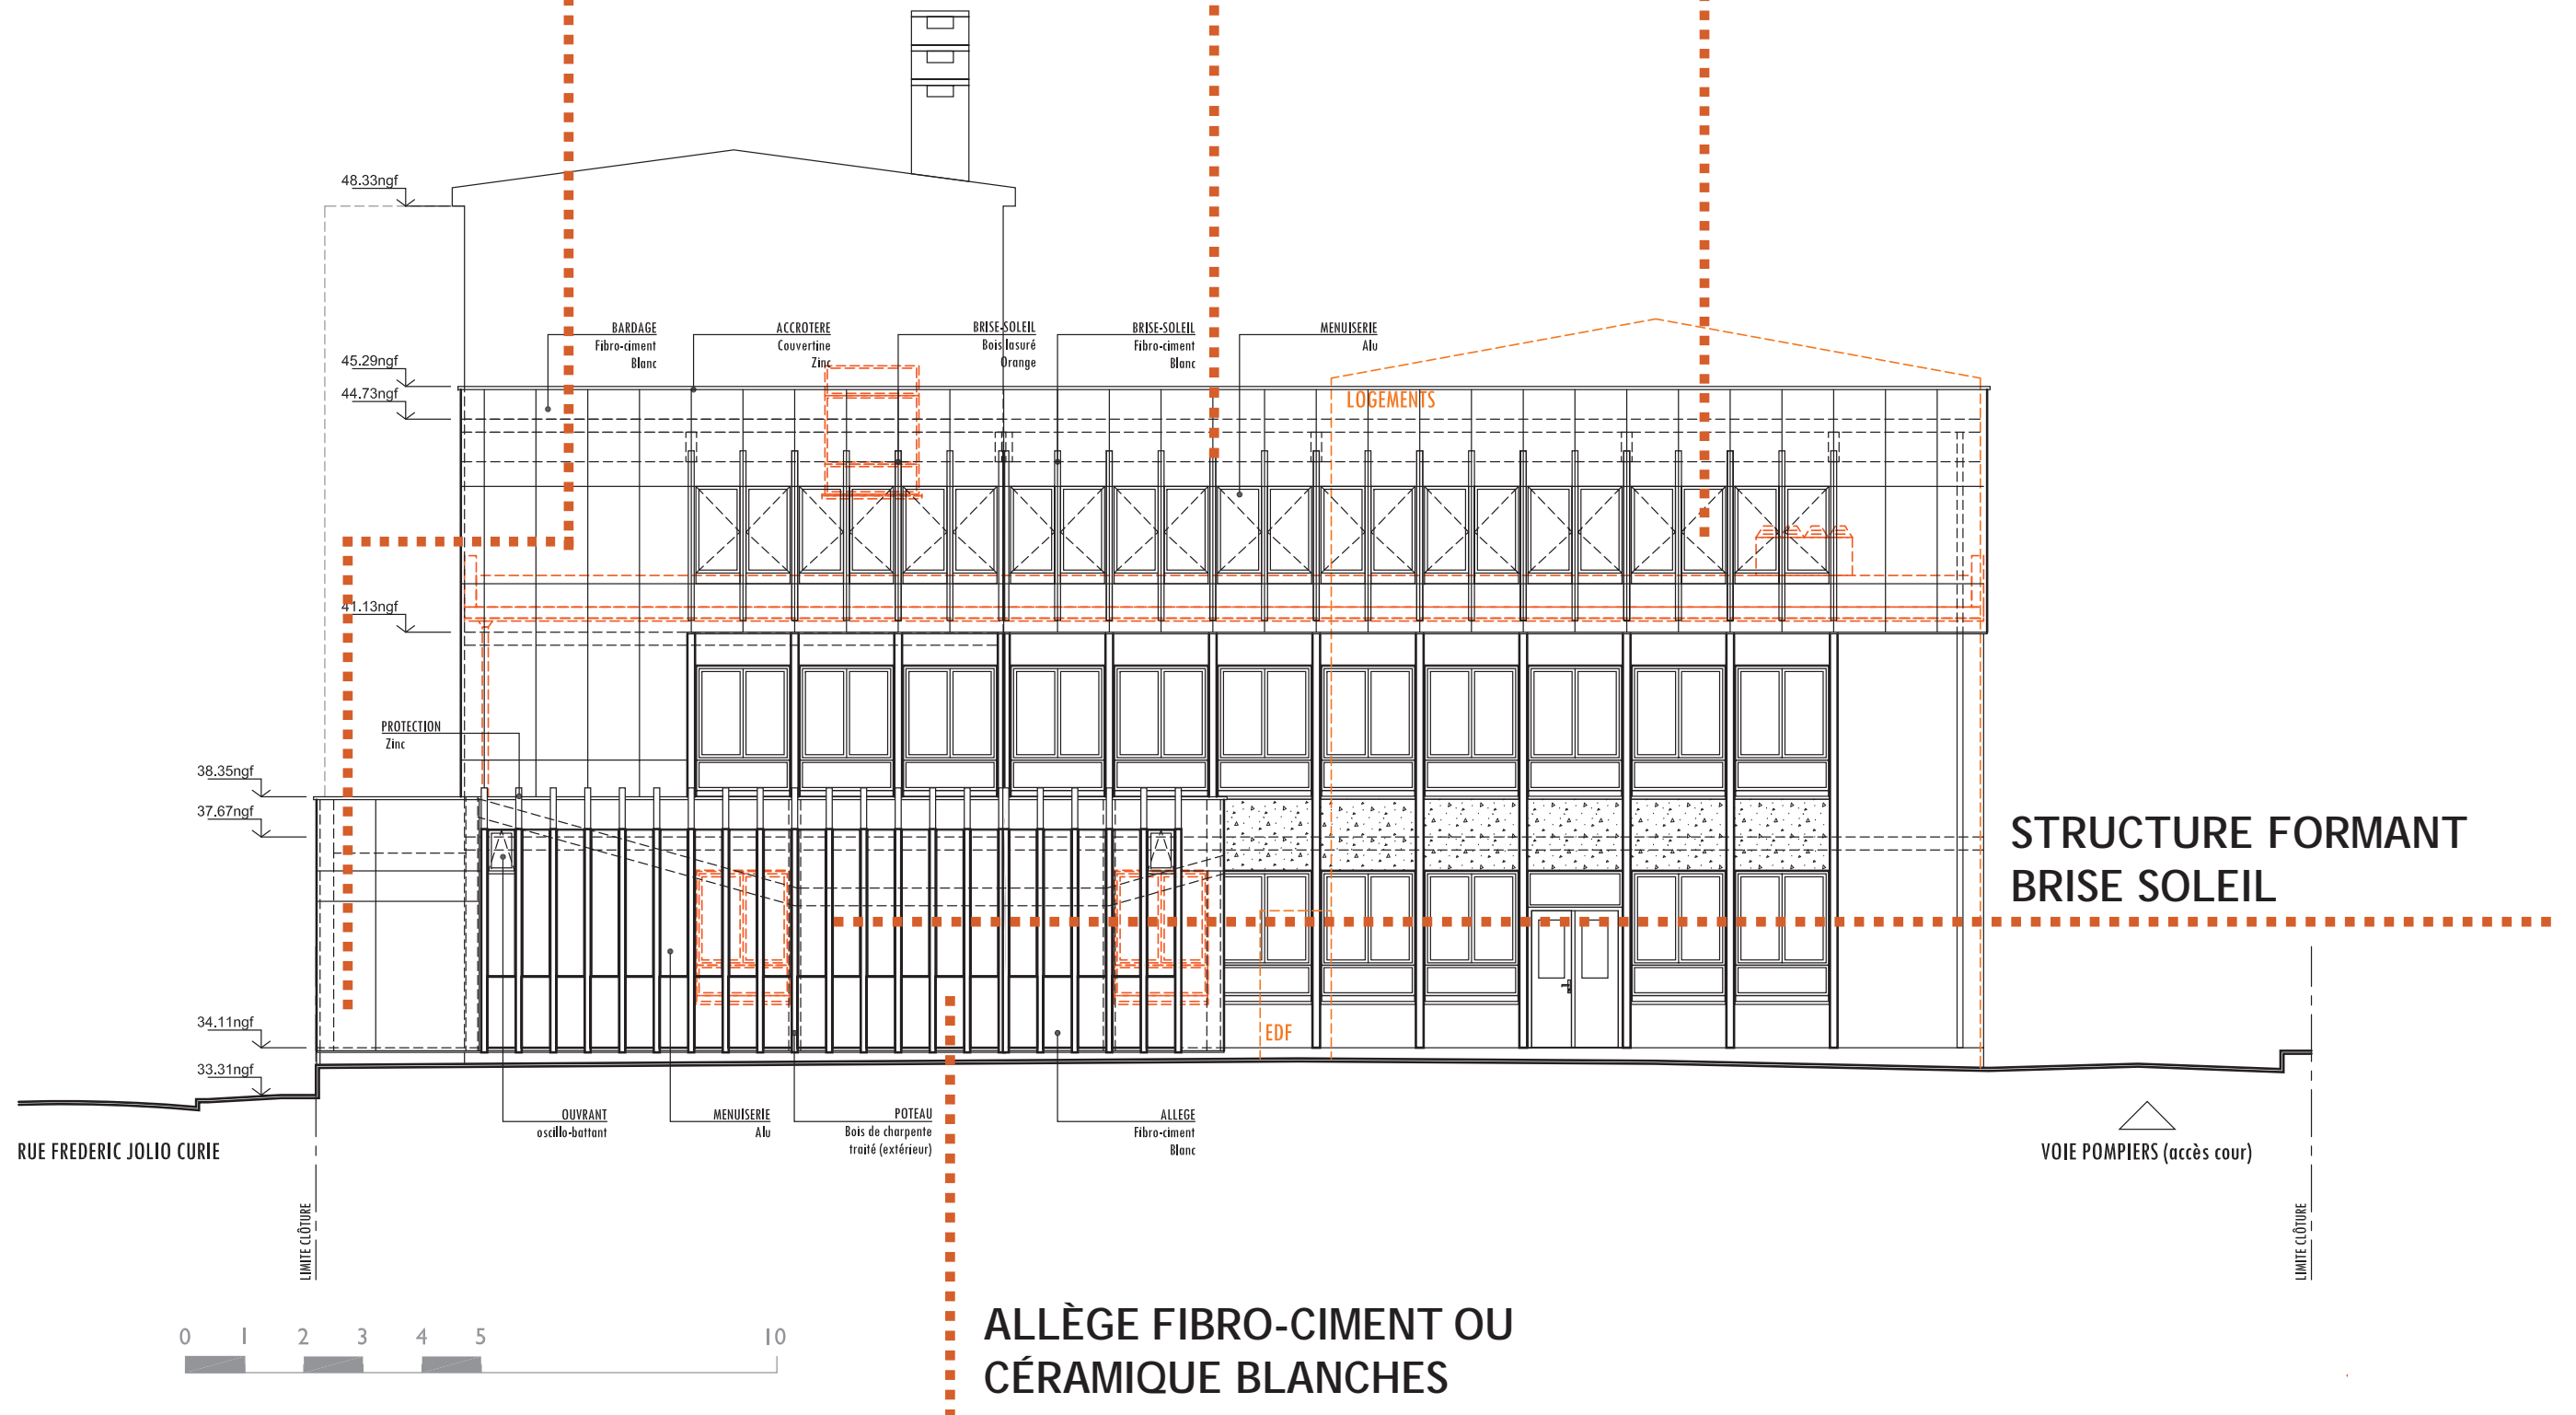 48.33ngf
BARDAGE
Fibro-ciment
Blanc
ACCROTERE
Couvertine
Zinc
BRISE-SOLEIL
Bois lasuré
Orange
BRISE-SOLEIL
Fibro-ciment
Blanc
MENUISERIE
Alu
45.29ngf
44.73ngf
LOGEMENTS
41.13ngf
PROTECTION
Zinc
38.35ngf
37.67ngf
STRUCTURE FORMANT
BRISE SOLEIL
34.11ngf
EDF
33.31ngf
OUVRANT
oscillo-battant
MENUISERIE
Alu
POTEAU
Bois de charpente
traité (extérieur)
ALLEGE
Fibro-ciment
Blanc
RUE FREDERIC JOLIO CURIE
VOIE POMPIERS (accès cour)
LIMITE CLÔTURE
LIMITE CLÔTURE
0 1 2 3 4 5 10
ALLÈGE FIBRO-CIMENT OU
CÉRAMIQUE BLANCHES